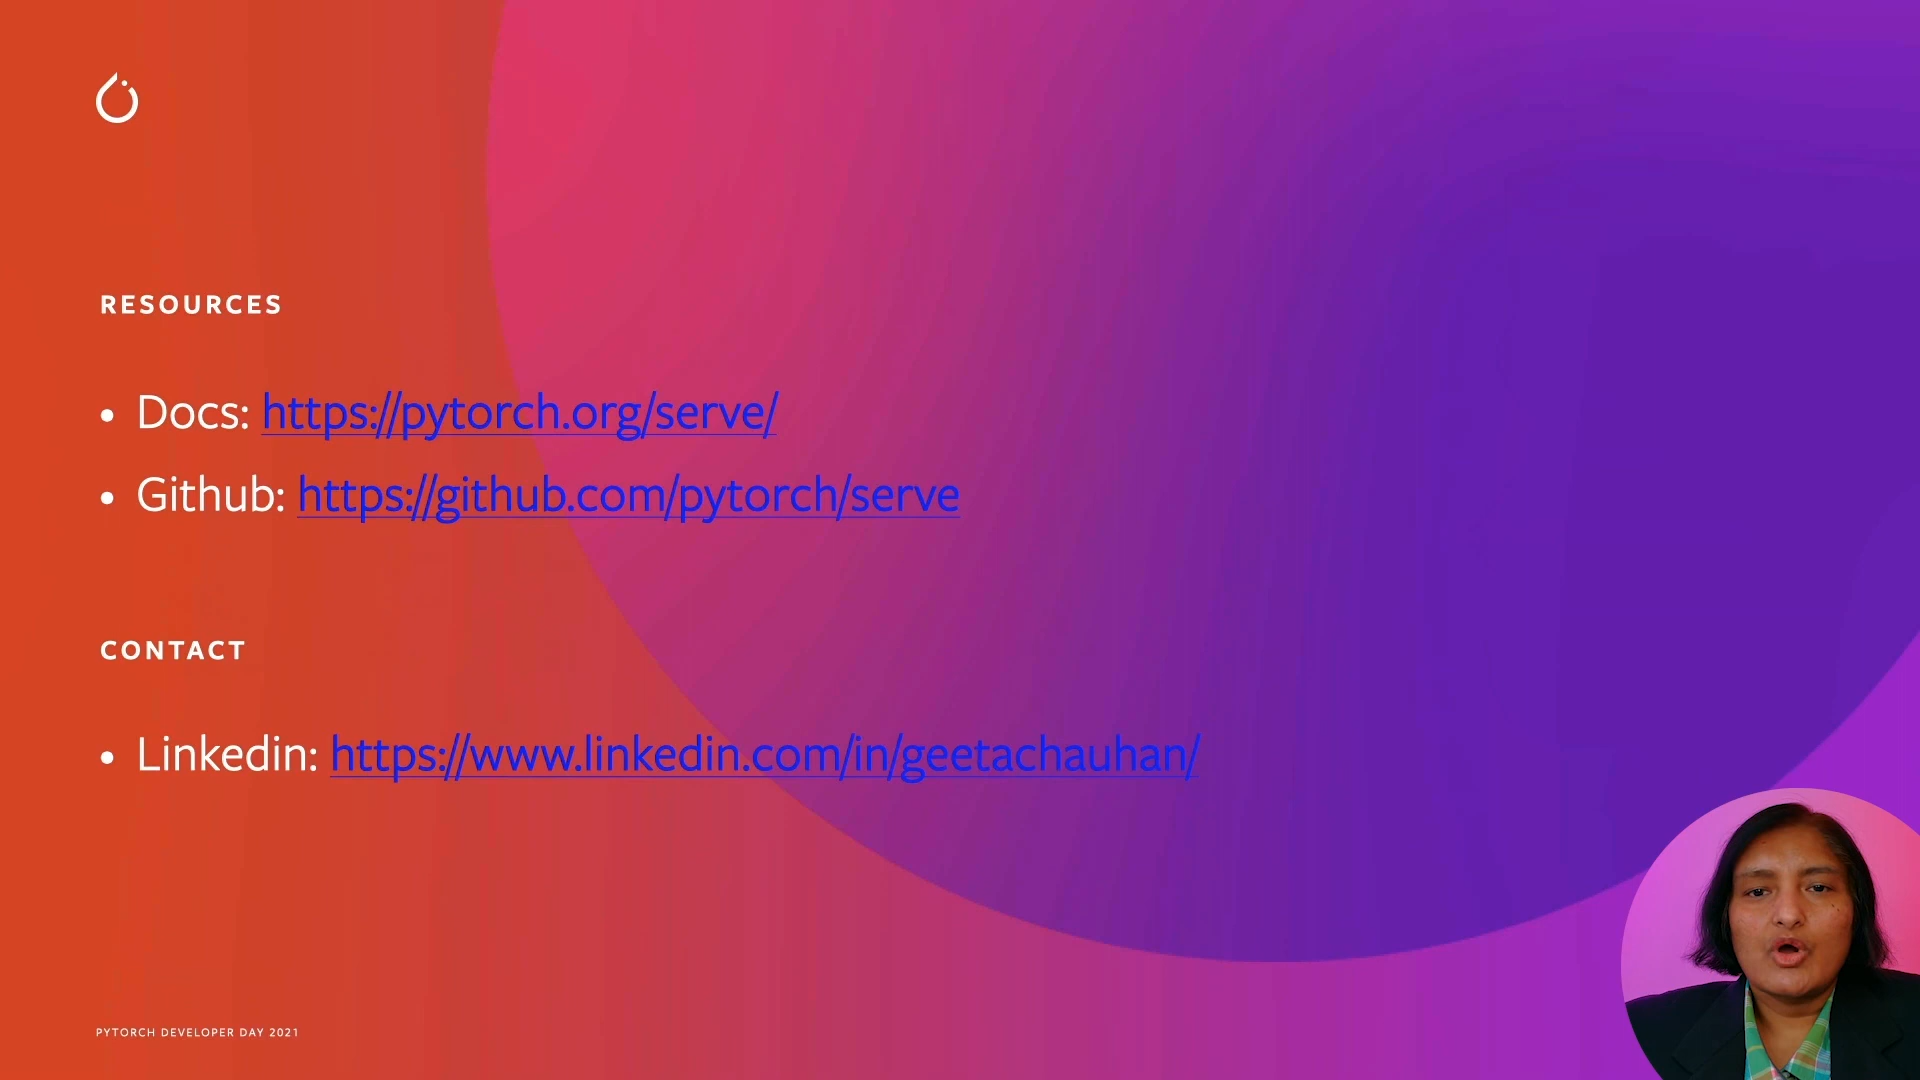 RESOURCES
• Docs: https://pytorch.org/serve/
• Github: https://github.com/pytorch/serve
CONTACT
• Linkedin: https://www.linkedin.com/in/geetachauhan/
PYTORCH DEVELOPER DAY 2021